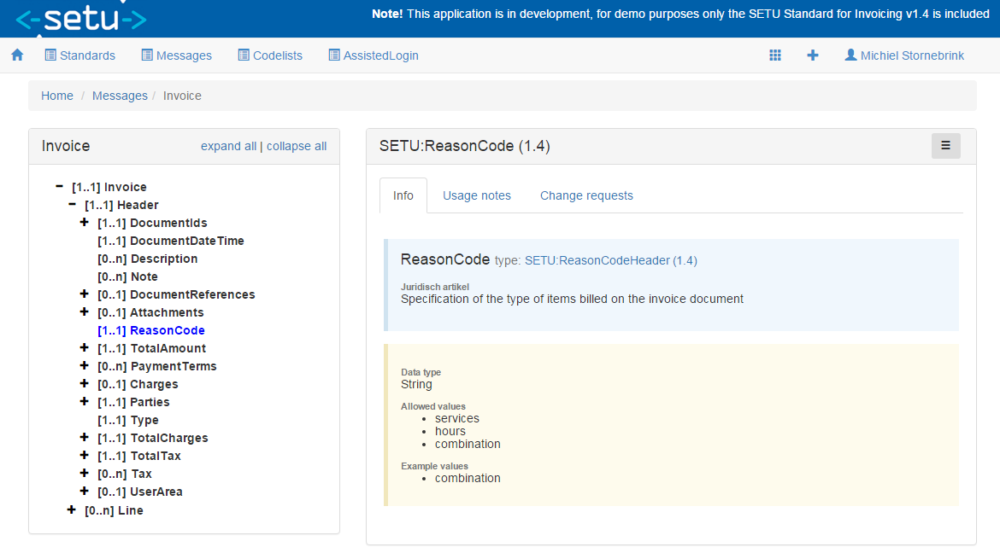 <-setu->
Note! This application is in development, for demo purposes only the SETU Standard for Invoicing v1.4 is included
Standards Messages Codelists AssistedLogin Michiel Stornebrink
Home / Messages / Invoice
Invoice expand all | collapse all
- [1..1] Invoice
- [1..1] Header
+ [1..1] DocumentIds
[1..1] DocumentDateTime
[0..n] Description
[0..n] Note
+ [0..1] DocumentReferences
+ [0..1] Attachments
[1..1] ReasonCode
+ [1..1] TotalAmount
+ [0..n] PaymentTerms
+ [0..1] Charges
+ [1..1] Parties
[1..1] Type
+ [1..1] TotalCharges
+ [1..1] TotalTax
+ [0..n] Tax
+ [0..1] UserArea
+ [0..n] Line
SETU:ReasonCode (1.4)
Info Usage notes Change requests
ReasonCode type: SETU:ReasonCodeHeader (1.4)
Juridisch artikel
Specification of the type of items billed on the invoice document
Data type
String
Allowed values
• services
• hours
• combination
Example values
• combination